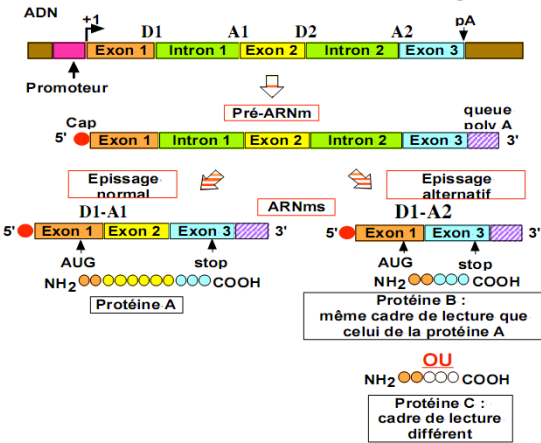 ADN
+1 D1 A1 D2 A2 pA
Exon 1 Intron 1 Exon 2 Intron 2 Exon 3
Promoteur
Pré-ARNm
Cap queue poly A
5' Exon 1 Intron 1 Exon 2 Intron 2 Exon 3 3'
Epissage normal
Epissage alternatif
ARNms
D1-A1
D1-A2
5' Exon 1 Exon 2 Exon 3 3'
5' Exon 1 Exon 3 3'
AUG stop
AUG stop
NH2 COOH
NH2 COOH
Protéine A
Protéine B :
même cadre de lecture que
celui de la protéine A
OU
NH2 COOH
Protéine C :
cadre de lecture
différent